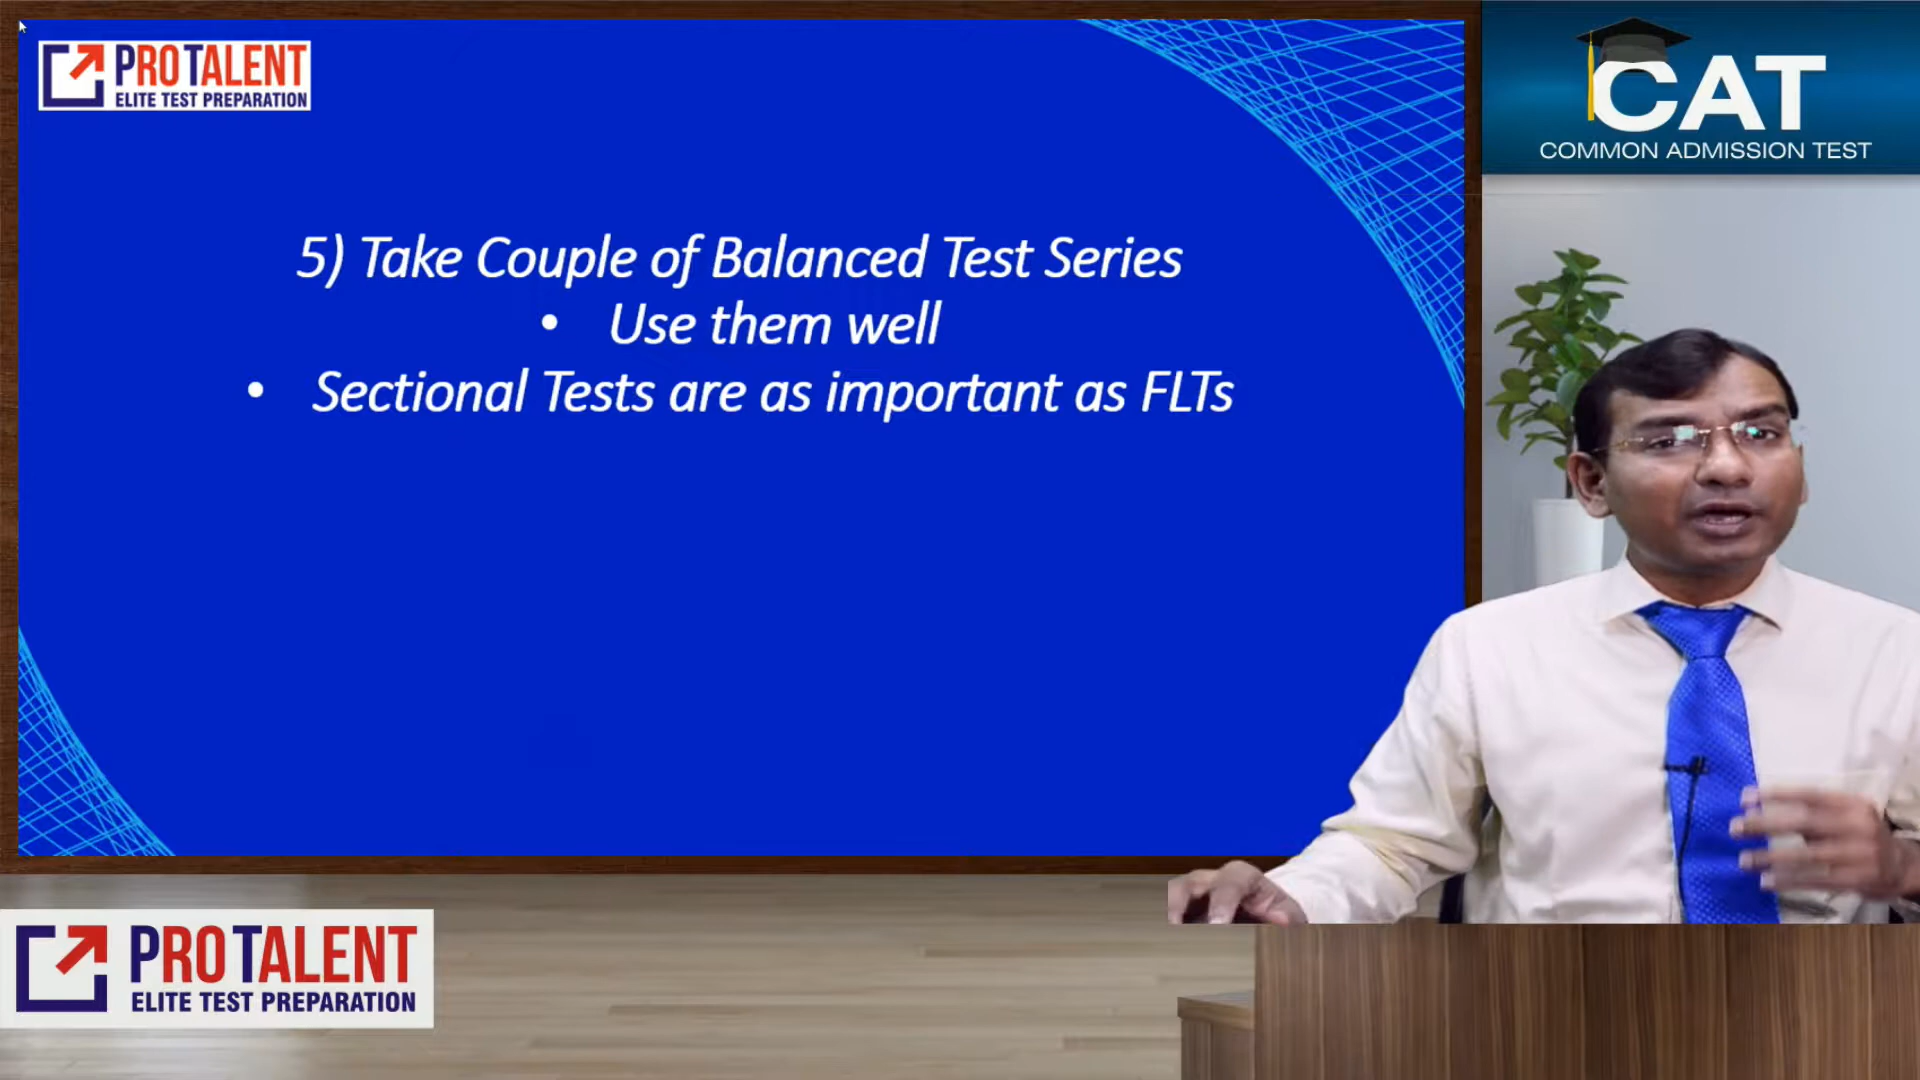 PROTALENT
ELITE TEST PREPARATION
CAT
COMMON ADMISSION TEST
5) Take Couple of Balanced Test Series
• Use them well
• Sectional Tests are as important as FLTs
PROTALENT
ELITE TEST PREPARATION